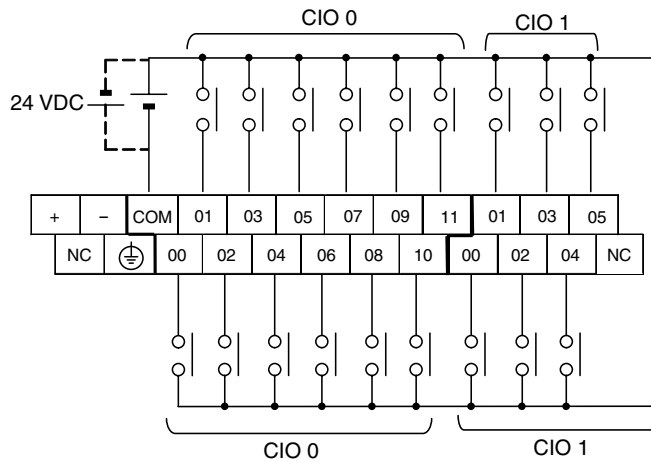 CIO 0 CIO 1
24 VDC
+ − COM 01 03 05 07 09 11 01 03 05
NC 00 02 04 06 08 10 00 02 04 NC
CIO 0 CIO 1